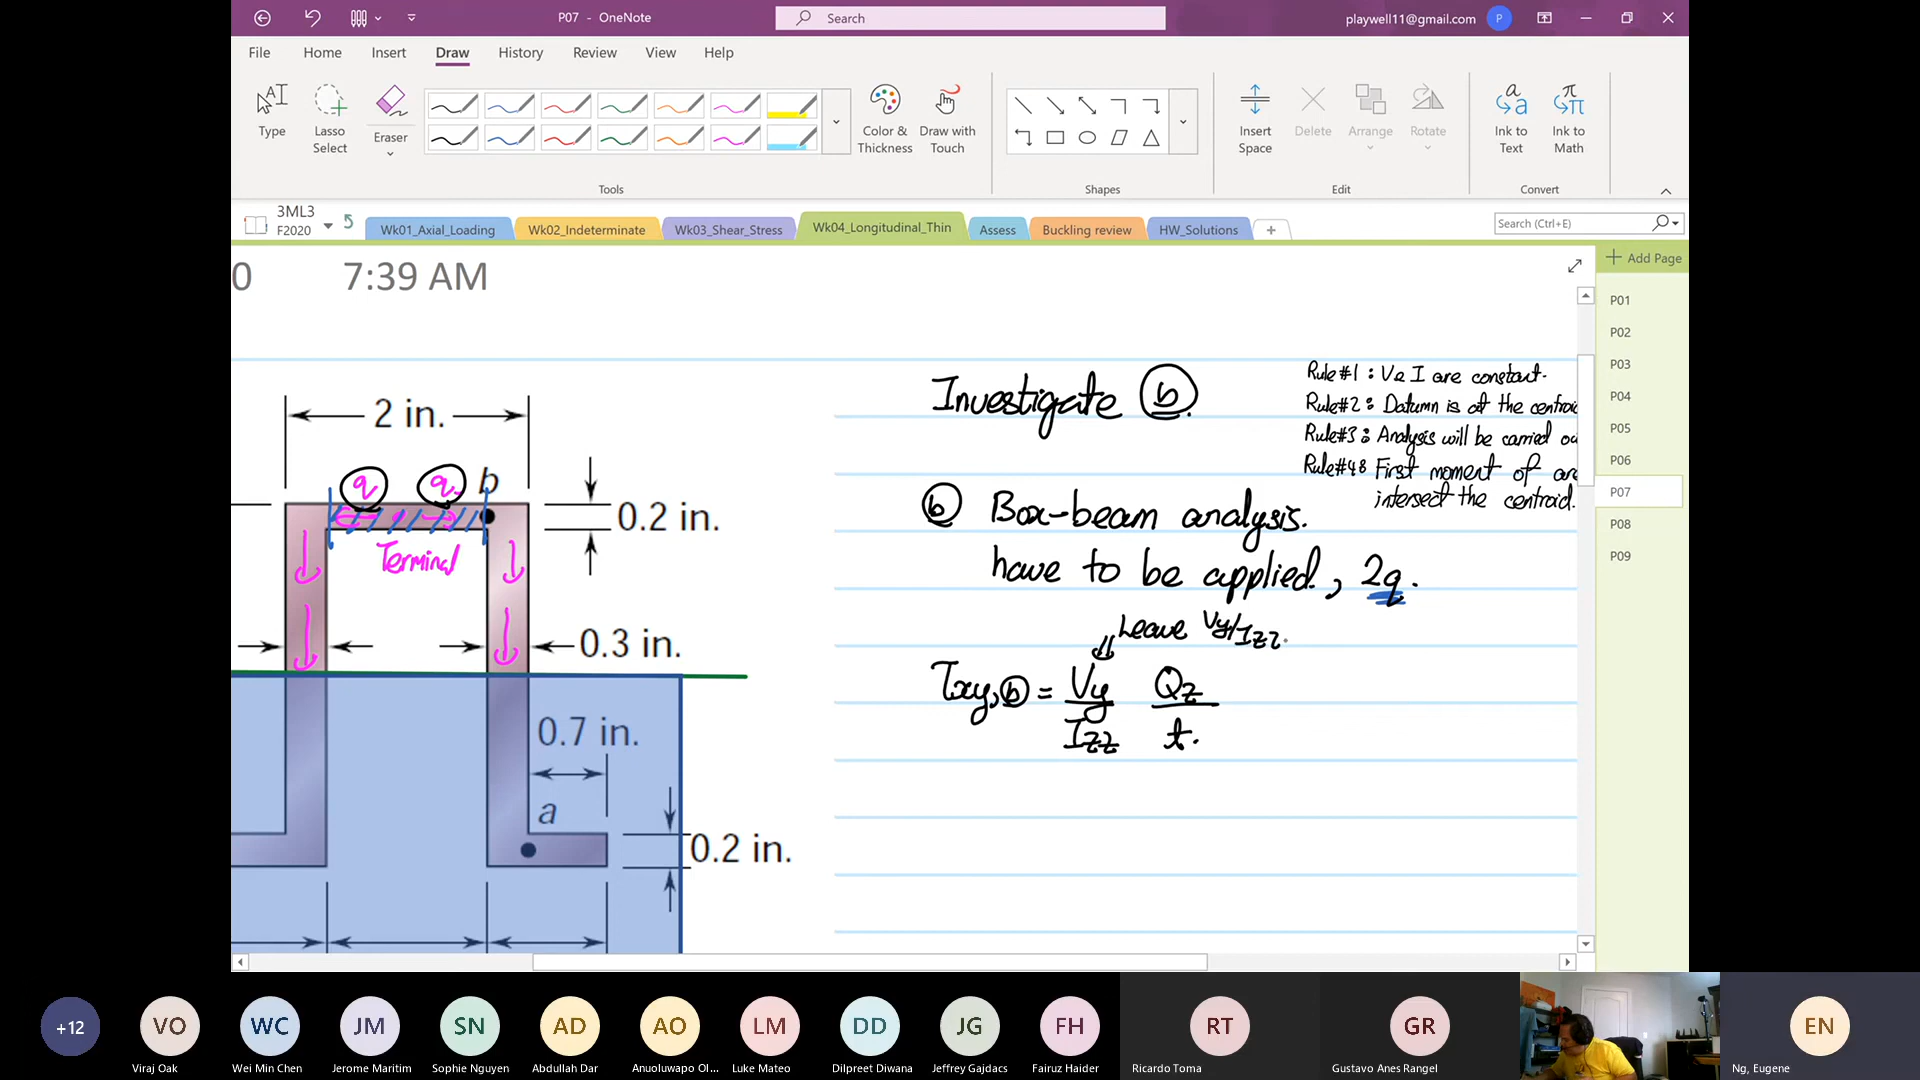 P07 - OneNote
Search
playwell11@gmail.com
P
File Home Insert Draw History Review View Help
Type
Lasso Select
Eraser
Color & Thickness
Draw with Touch
Insert Space
Delete
Arrange
Rotate
Ink to Text
Ink to Math
Tools
Shapes
Edit
Convert
3ML3
F2020
Wk01_Axial_Loading
Wk02_Indeterminate
Wk03_Shear_Stress
Wk04_Longitudinal_Thin
Assess
Buckling review
HW_Solutions
Search (Ctrl+E)
0 7:39 AM
Add Page
P01
P02
P03
P04
P05
P06
P07
P08
P09
2 in.
q q b
0.2 in.
Terminal
0.3 in.
0.7 in.
a
0.2 in.
Investigate b.
Rule#1 : V & I are constant.
Rule#2 : Datumn is at the centroid
Rule#3 : Analysis will be carried ou
Rule#4 : First moment of are
intersect the centroid.
b Box-beam analysis.
have to be applied, 2q.
Leave Vy/Izz.
τxy,b = Vy/Izz Qz/t.
+12
VO WC JM SN AD AO LM DD JG FH RT GR EN
Viraj Oak
Wei Min Chen
Jerome Maritim
Sophie Nguyen
Abdullah Dar
Anuoluwapo Ol...
Luke Mateo
Dilpreet Diwana
Jeffrey Gajdacs
Fairuz Haider
Ricardo Toma
Gustavo Anes Rangel
Ng, Eugene